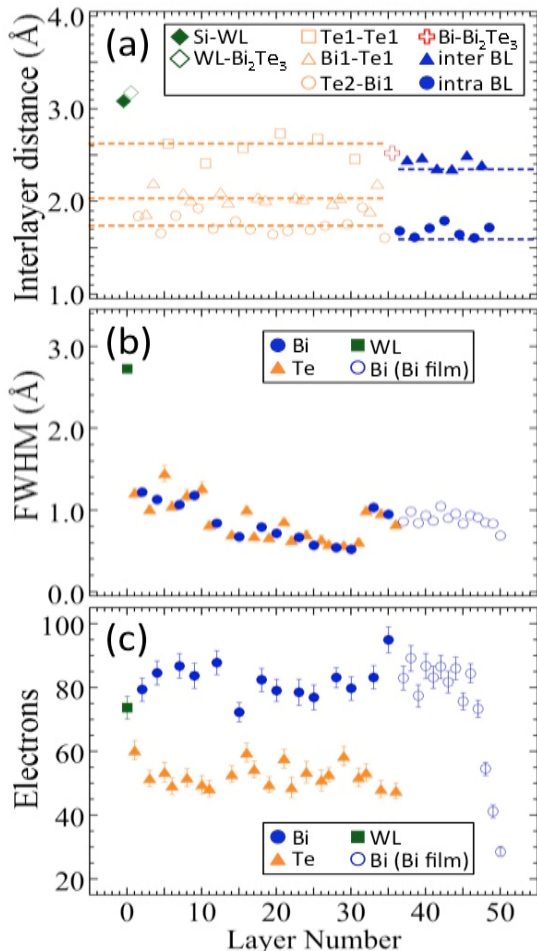 4.0
3.0
2.0
1.0
Interlayer distance (Å)
(a)
Si-WL
WL-Bi₂Te₃
Te1-Te1
Bi1-Te1
Te2-Bi1
Bi-Bi₂Te₃
inter BL
intra BL
3.0
2.0
1.0
0.0
FWHM (Å)
(b)
Bi
Te
WL
Bi (Bi film)
100
80
60
40
20
Electrons
(c)
Bi
Te
WL
Bi (Bi film)
0 10 20 30 40 50
Layer Number